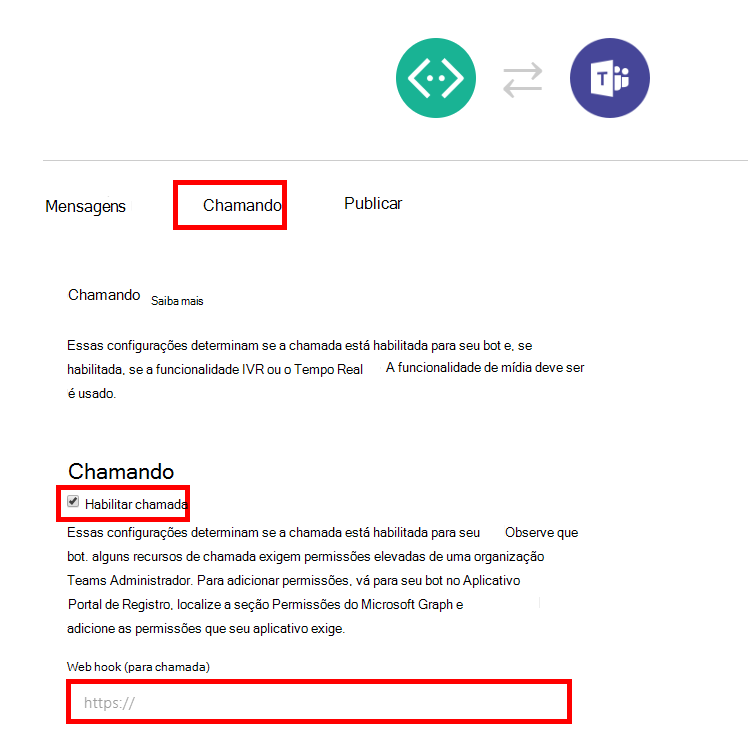 Mensagens Chamando Publicar
Chamando Saiba mais
Essas configurações determinam se a chamada está habilitada para seu bot e, se
habilitada, se a funcionalidade IVR ou o Tempo Real A funcionalidade de mídia deve ser
é usado.
Chamando
Habilitar chamada
Essas configurações determinam se a chamada está habilitada para seu Observe que
bot. alguns recursos de chamada exigem permissões elevadas de uma organização
Teams Administrador. Para adicionar permissões, vá para seu bot no Aplicativo
Portal de Registro, localize a seção Permissões do Microsoft Graph e
adicione as permissões que seu aplicativo exige.
Web hook (para chamada)
https://